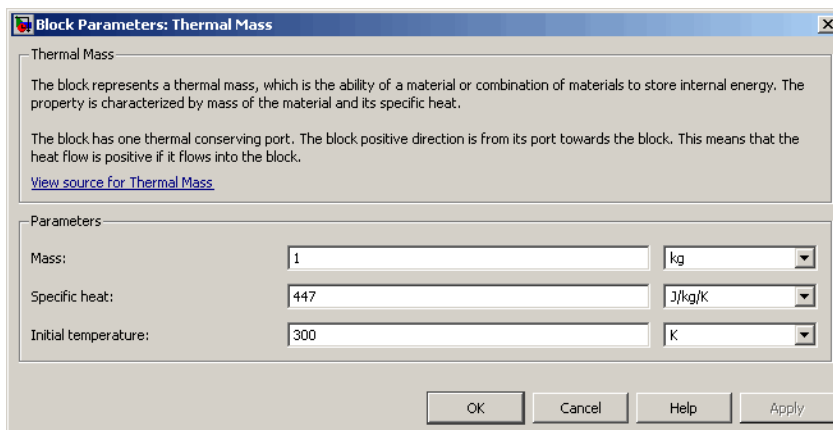 Block Parameters: Thermal Mass
Thermal Mass
The block represents a thermal mass, which is the ability of a material or combination of materials to store internal energy. The
property is characterized by mass of the material and its specific heat.
The block has one thermal conserving port. The block positive direction is from its port towards the block. This means that the
heat flow is positive if it flows into the block.
View source for Thermal Mass
Parameters
Mass: 1 kg
Specific heat: 447 J/kg/K
Initial temperature: 300 K
OK Cancel Help Apply